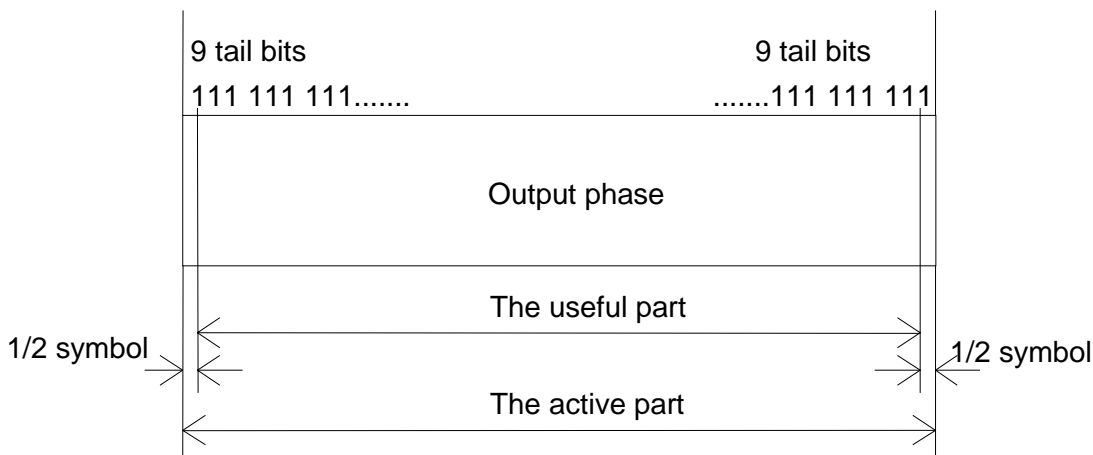 9 tail bits 9 tail bits
111 111 111....... .......111 111 111
Output phase
The useful part
1/2 symbol 1/2 symbol
The active part